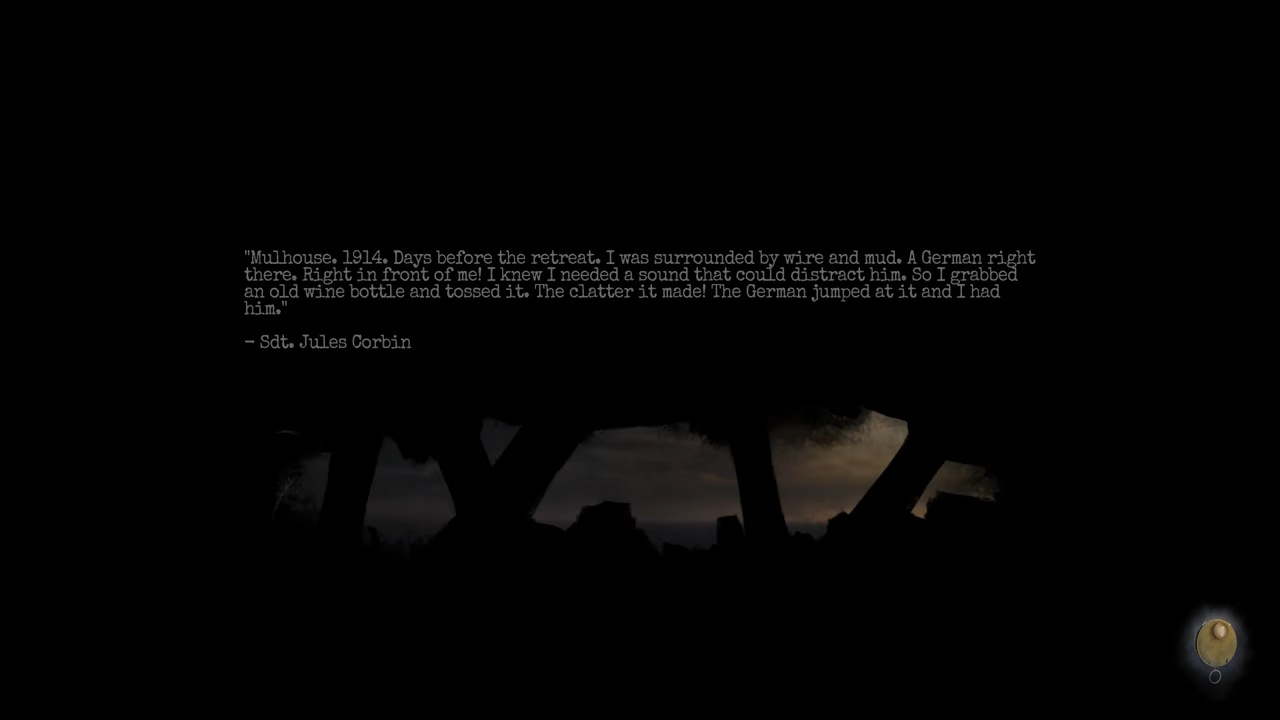 "Mulhouse. 1914. Days before the retreat. I was surrounded by wire and mud. A German right
there. Right in front of me! I knew I needed a sound that could distract him. So I grabbed
an old wine bottle and tossed it. The clatter it made! The German jumped at it and I had
him."
- Sdt. Jules Corbin